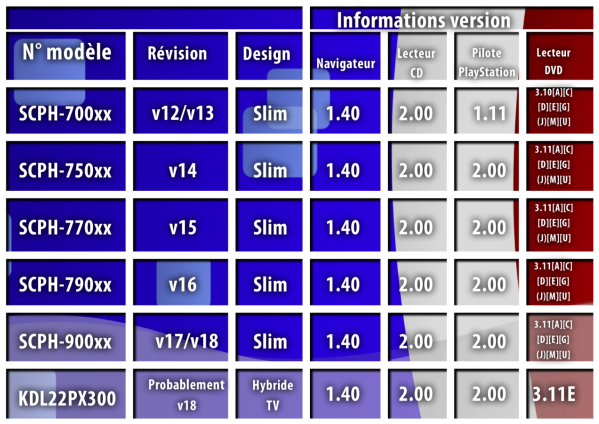 Informations version
N° modèle Révision Design Navigateur Lecteur CD Pilote PlayStation Lecteur DVD
SCPH-700xx v12/v13 Slim 1.40 2.00 1.11 3.10[A][C]
[D][E][G]
(J)[M][U]
SCPH-750xx v14 Slim 1.40 2.00 2.00 3.11[A][C]
[D][E][G]
(J)[M][U]
SCPH-770xx v15 Slim 1.40 2.00 2.00 3.11[A][C]
[D][E][G]
(J)[M][U]
SCPH-790xx v16 Slim 1.40 2.00 2.00 3.11[A][C]
[D][E][G]
(J)[M][U]
SCPH-900xx v17/v18 Slim 1.40 2.00 2.00 3.11[A][C]
[D][E][G]
(J)[M][U]
KDL22PX300 Probablement v18 Hybride TV 1.40 2.00 2.00 3.11E